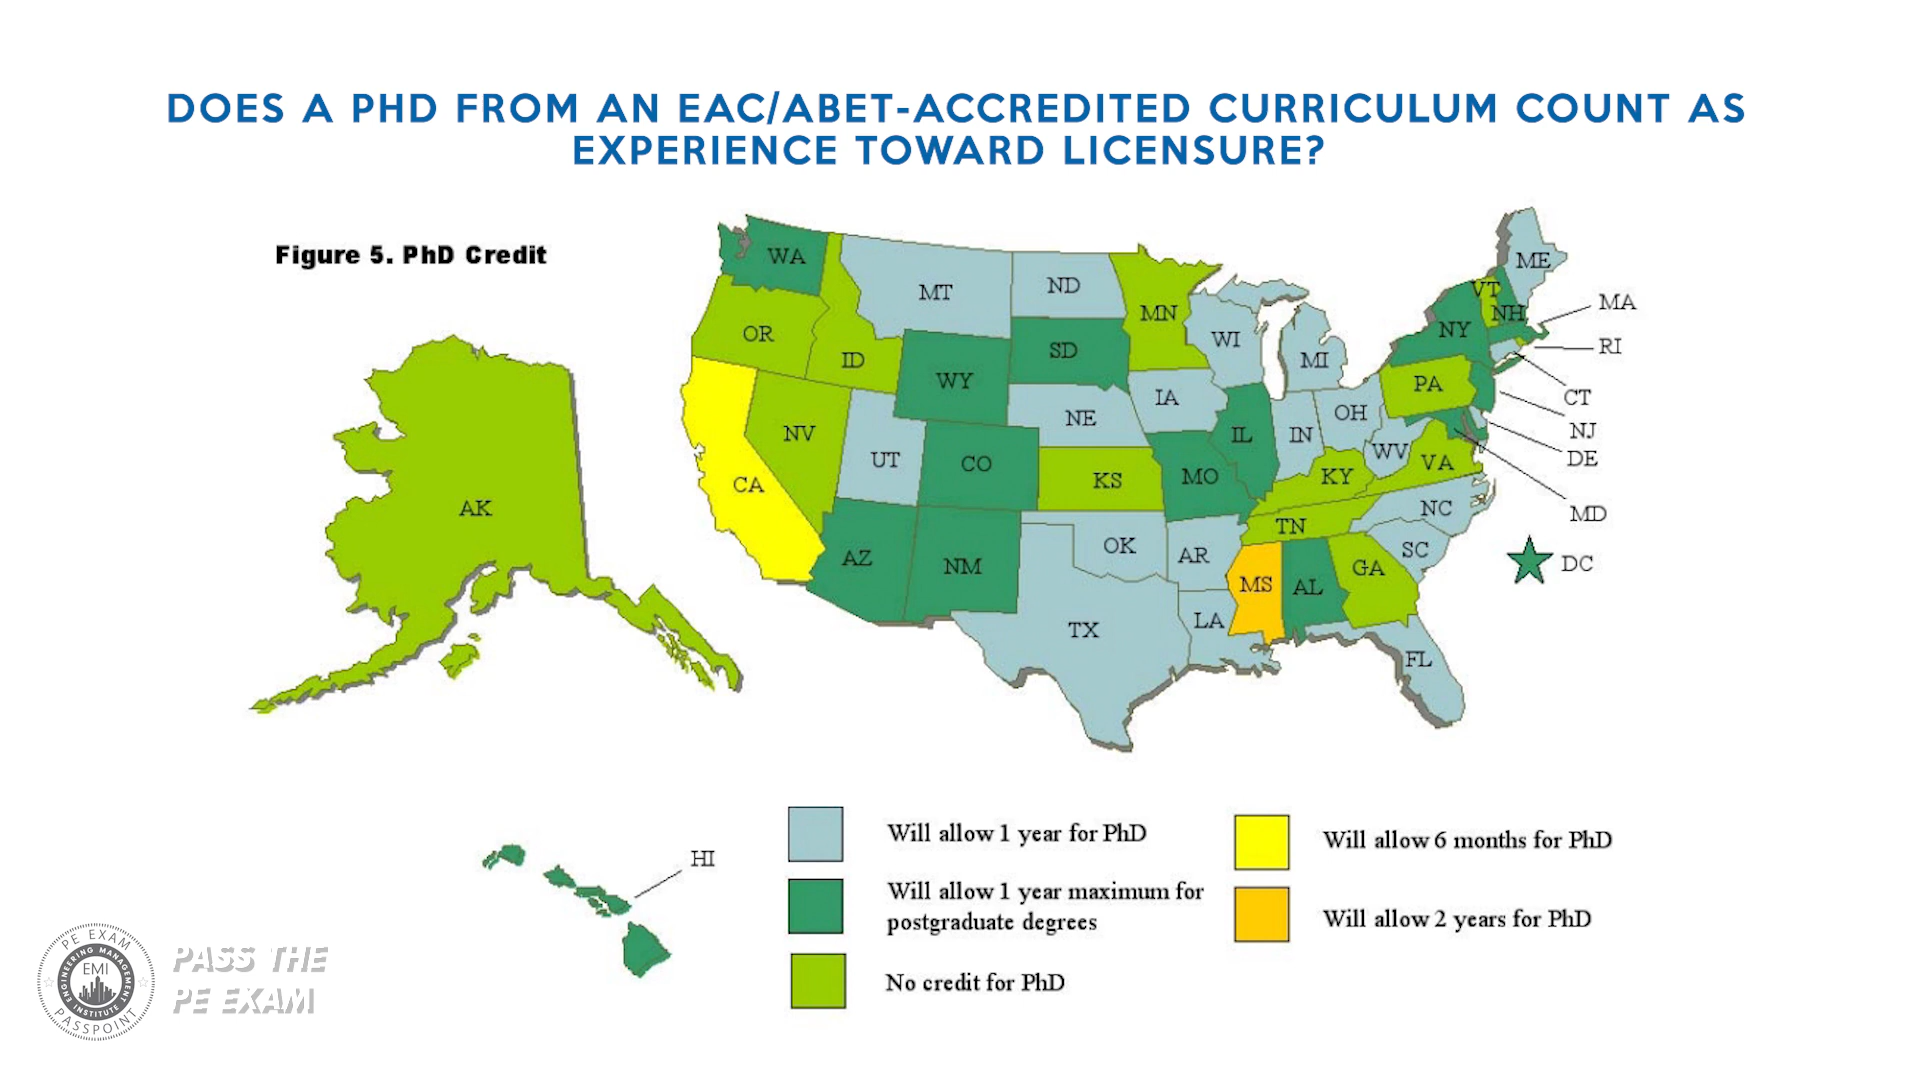 DOES A PHD FROM AN EAC/ABET-ACCREDITED CURRICULUM COUNT AS
EXPERIENCE TOWARD LICENSURE?
Figure 5. PhD Credit
WA
MT
ND
MN
ME
VT
NH
MA
OR
ID
WY
SD
WI
MI
NY
RI
CA
NV
UT
CO
NE
IA
IL
IN
OH
PA
CT
NJ
DE
KS
MO
KY
WV
VA
MD
AK
AZ
NM
OK
AR
TN
NC
SC
DC
TX
LA
MS
AL
GA
FL
HI
Will allow 1 year for PhD
Will allow 1 year maximum for
postgraduate degrees
No credit for PhD
Will allow 6 months for PhD
Will allow 2 years for PhD
PE EXAM
ENGINEERING MANAGEMENT
EMI
INSTITUTE
PASSPOINT
PASS THE
PE EXAM